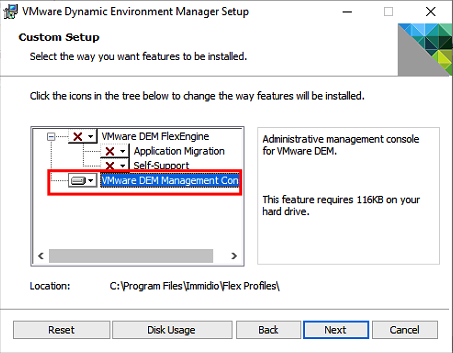 VMware Dynamic Environment Manager Setup
Custom Setup
Select the way you want features to be installed.
Click the icons in the tree below to change the way features will be installed.
VMware DEM FlexEngine
Application Migration
Self-Support
VMware DEM Management Con
Administrative management console
for VMware DEM.
This feature requires 116KB on your
hard drive.
Location: C:\Program Files\Immidio\Flex Profiles\
Reset Disk Usage Back Next Cancel